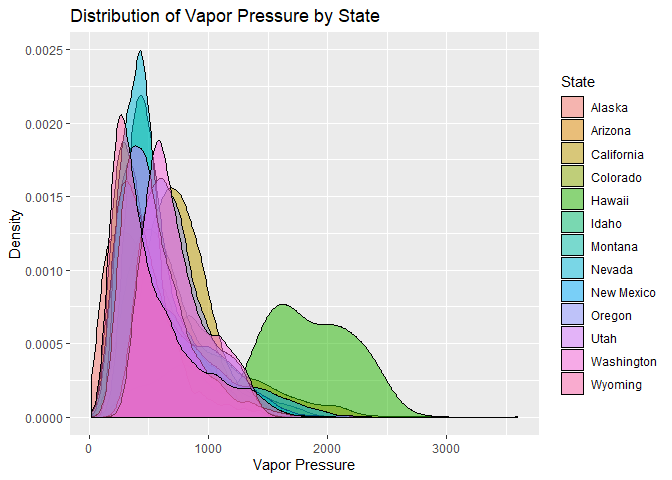 Distribution of Vapor Pressure by State
0.0025
0.0020
0.0015
0.0010
0.0005
0.0000
Density
0
1000
2000
3000
Vapor Pressure
State
Alaska
Arizona
California
Colorado
Hawaii
Idaho
Montana
Nevada
New Mexico
Oregon
Utah
Washington
Wyoming